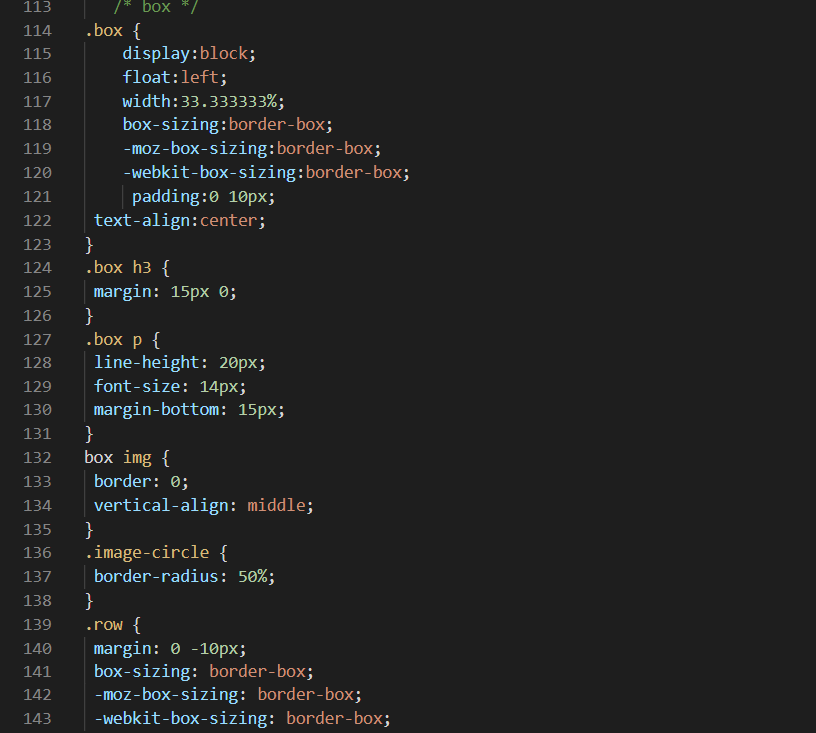 113 /* box */
114 .box {
115 display:block;
116 float:left;
117 width:33.333333%;
118 box-sizing:border-box;
119 -moz-box-sizing:border-box;
120 -webkit-box-sizing:border-box;
121 padding:0 10px;
122 text-align:center;
123 }
124 .box h3 {
125 margin: 15px 0;
126 }
127 .box p {
128 line-height: 20px;
129 font-size: 14px;
130 margin-bottom: 15px;
131 }
132 box img {
133 border: 0;
134 vertical-align: middle;
135 }
136 .image-circle {
137 border-radius: 50%;
138 }
139 .row {
140 margin: 0 -10px;
141 box-sizing: border-box;
142 -moz-box-sizing: border-box;
143 -webkit-box-sizing: border-box;